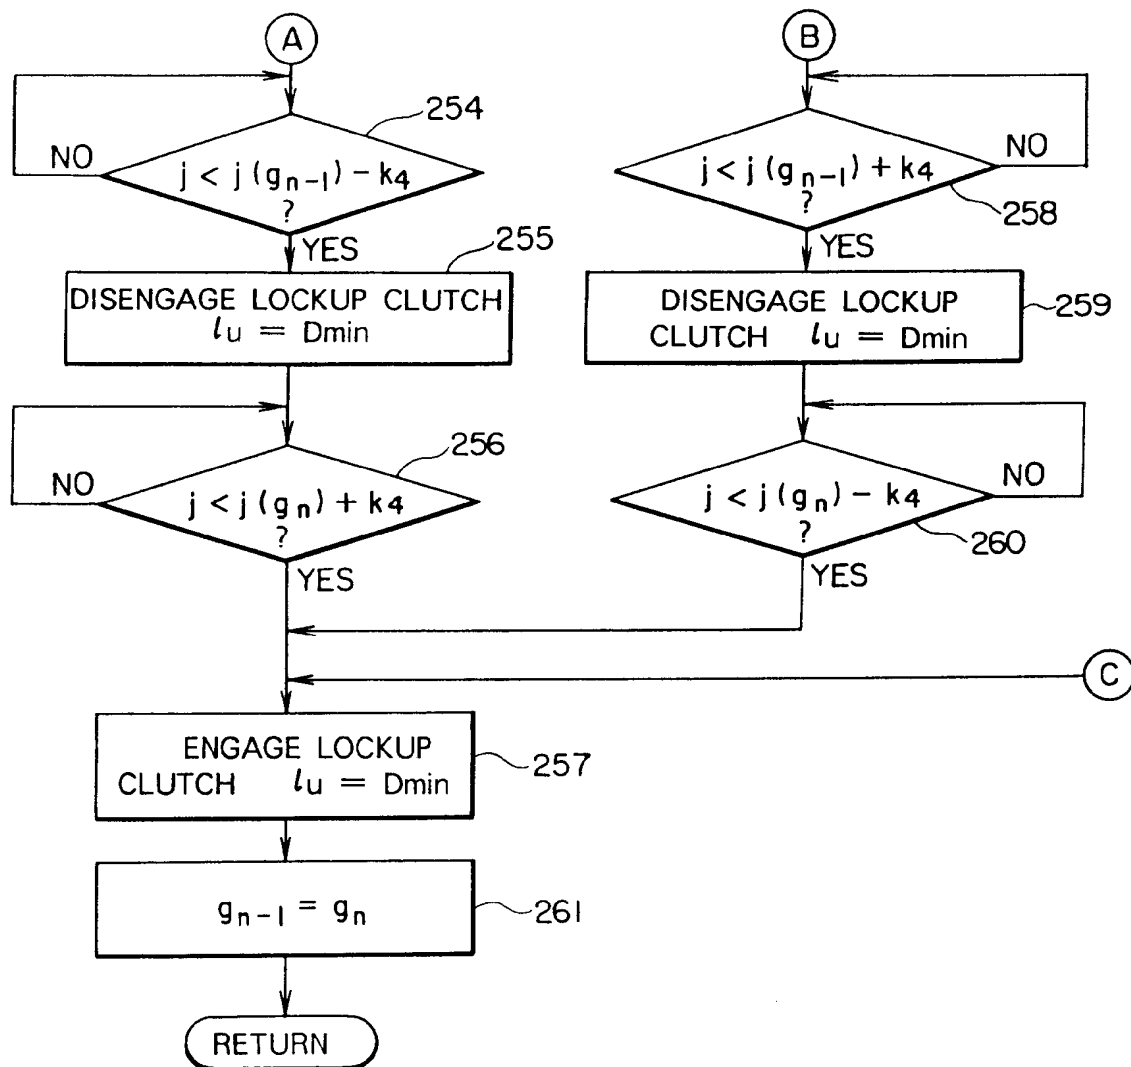 A
254
NO
j < j (gn-1) - k4
?
YES
255
DISENGAGE LOCKUP CLUTCH
lu = Dmin
256
NO
j < j (gn) + k4
?
YES
B
NO
j < j (gn-1) + k4
?
258
YES
DISENGAGE LOCKUP
CLUTCH lu = Dmin
259
NO
j < j (gn) - k4
?
260
YES
C
ENGAGE LOCKUP
CLUTCH lu = Dmin
257
gn-1 = gn
261
RETURN